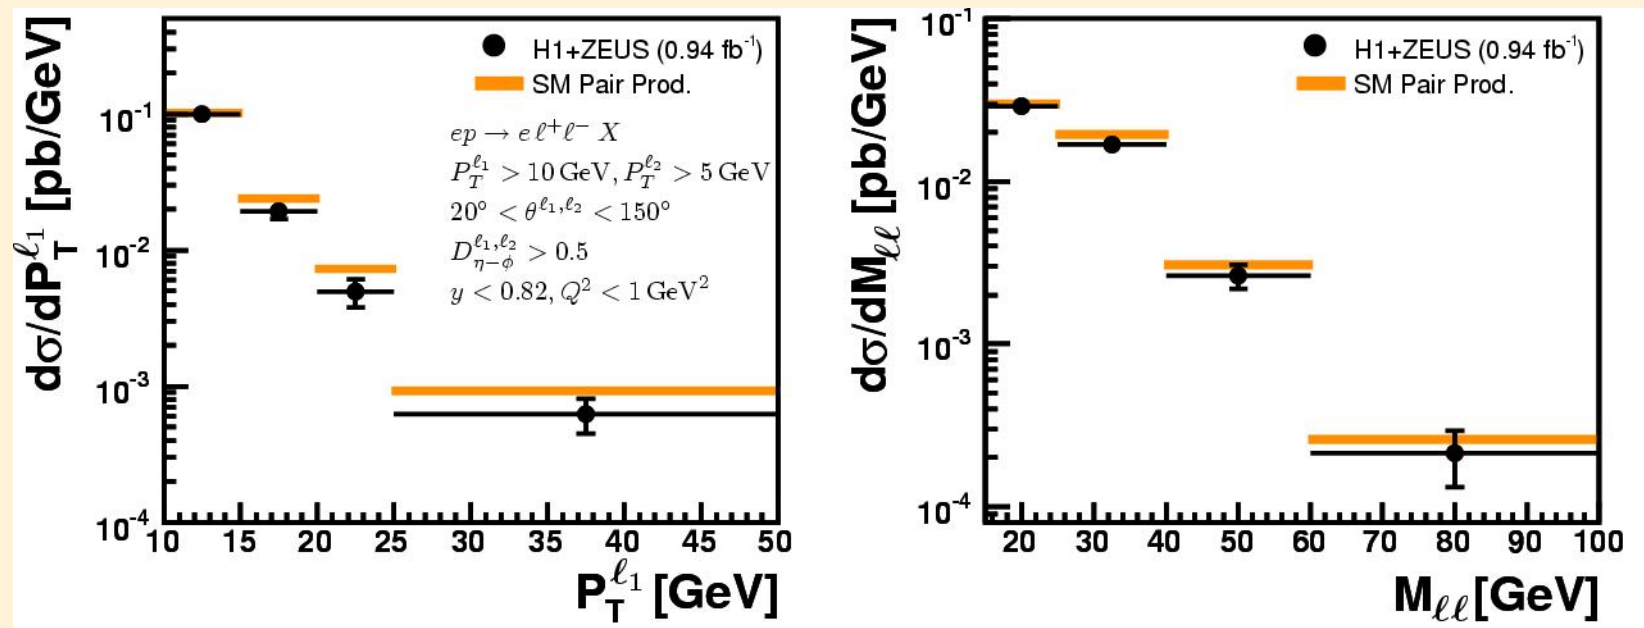 dσ/dP_T^ℓ1 [pb/GeV]
10^-1
10^-2
10^-3
10^-4
H1+ZEUS (0.94 fb^-1)
SM Pair Prod.
ep → e ℓ⁺ℓ⁻ X
P_T^ℓ1 > 10 GeV, P_T^ℓ2 > 5 GeV
20° < θ^ℓ1,ℓ2 < 150°
D_η−ϕ^ℓ1,ℓ2 > 0.5
y < 0.82, Q² < 1 GeV²
10 15 20 25 30 35 40 45 50
P_T^ℓ1 [GeV]
dσ/dM_ℓℓ [pb/GeV]
10^-1
10^-2
10^-3
10^-4
H1+ZEUS (0.94 fb^-1)
SM Pair Prod.
20 30 40 50 60 70 80 90 100
M_ℓℓ [GeV]